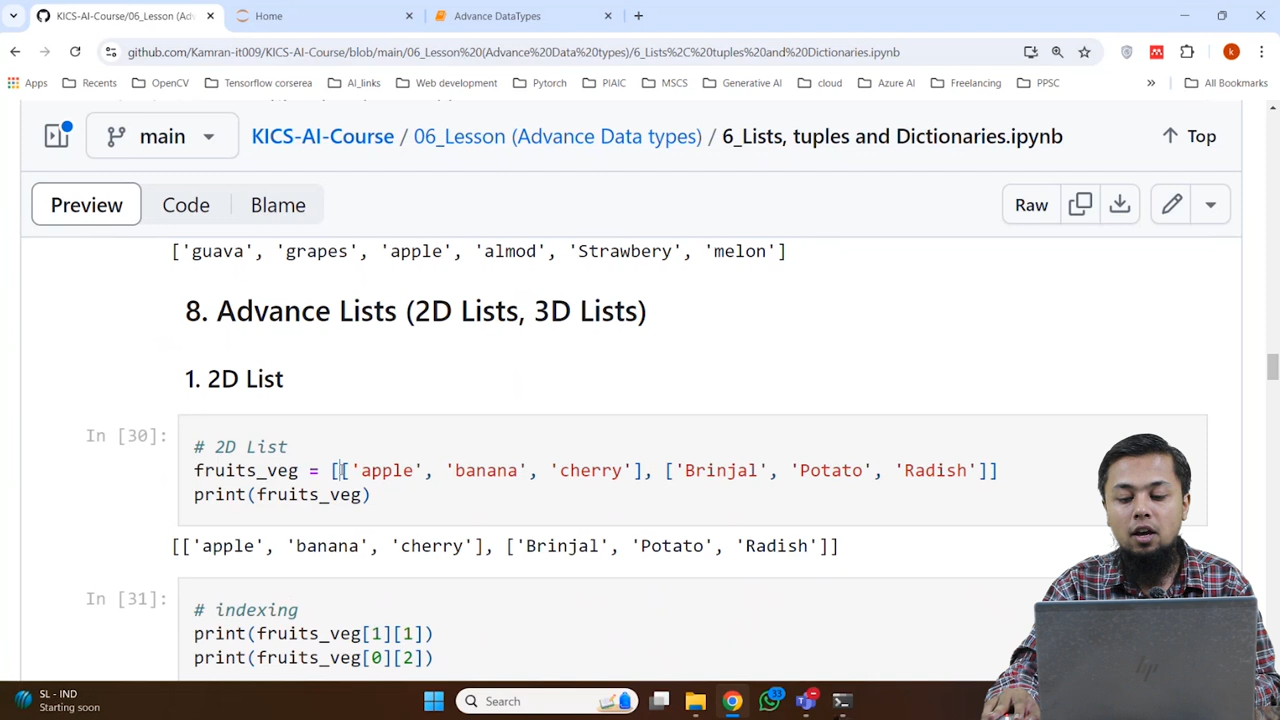 KICS-AI-Course/06_Lesson (Adv
Home
Advance DataTypes
github.com/Kamran-it009/KICS-AI-Course/blob/main/06_Lesson%20(Advance%20Data%20types)/6_Lists%2C%20tuples%20and%20Dictionaries.ipynb
k
Apps
Recents
OpenCV
Tensorflow corserea
AI_links
Web development
Pytorch
PIAIC
MSCS
Generative AI
cloud
Azure AI
Freelancing
PPSC
All Bookmarks
main
KICS-AI-Course / 06_Lesson (Advance Data types) / 6_Lists, tuples and Dictionaries.ipynb
Top
Preview
Code
Blame
Raw
['guava', 'grapes', 'apple', 'almod', 'Strawbery', 'melon']
8. Advance Lists (2D Lists, 3D Lists)
1. 2D List
In [30]:
# 2D List
fruits_veg = [['apple', 'banana', 'cherry'], ['Brinjal', 'Potato', 'Radish']]
print(fruits_veg)
[['apple', 'banana', 'cherry'], ['Brinjal', 'Potato', 'Radish']]
In [31]:
# indexing
print(fruits_veg[1][1])
print(fruits_veg[0][2])
SL - IND
Starting soon
Search
33
hp